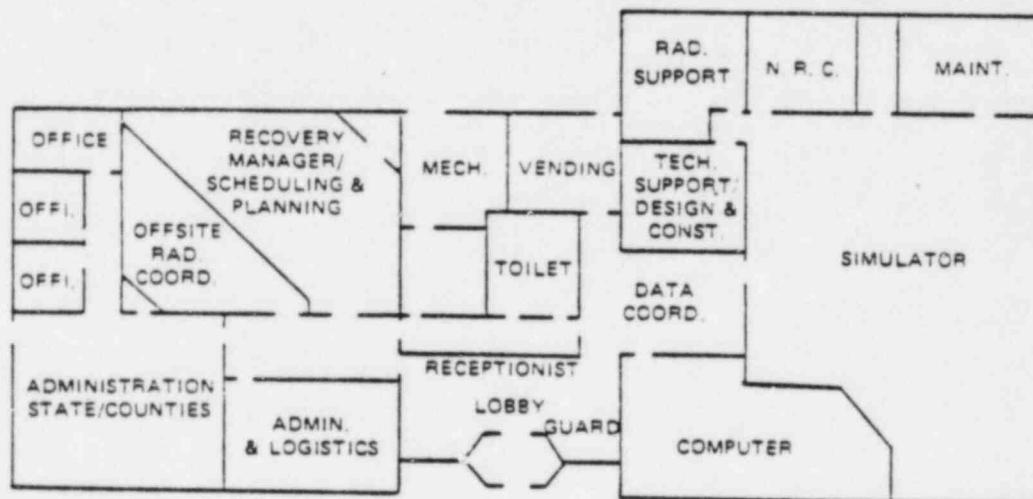 RAD.
SUPPORT
N. R. C.
MAINT.
OFFICE
RECOVERY
MANAGER/
SCHEDULING &
PLANNING
MECH.
VENDING
TECH.
SUPPORT/
DESIGN &
CONST.
OFFI.
OFFSITE
RAD.
COORD.
OFFI.
TOILET
SIMULATOR
DATA
COORD.
RECEPTIONIST
ADMINISTRATION
STATE/COUNTIES
ADMIN.
& LOGISTICS
LOBBY
GUARD
COMPUTER